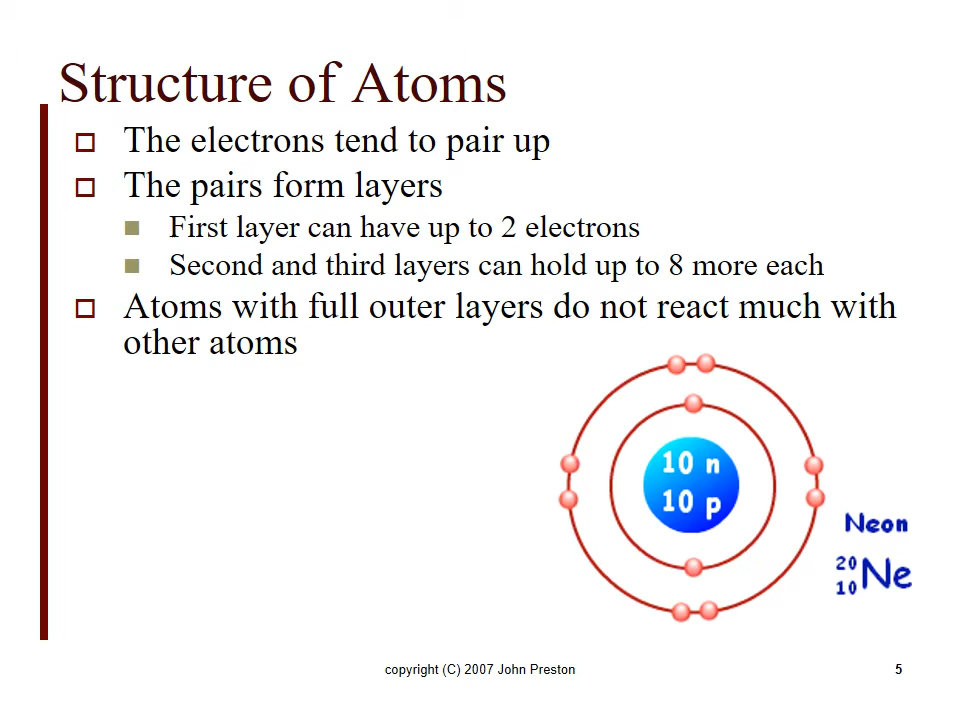 Structure of Atoms
The electrons tend to pair up
The pairs form layers
First layer can have up to 2 electrons
Second and third layers can hold up to 8 more each
Atoms with full outer layers do not react much with
other atoms
10 n
10 p
Neon
20
10 Ne
copyright (C) 2007 John Preston
5